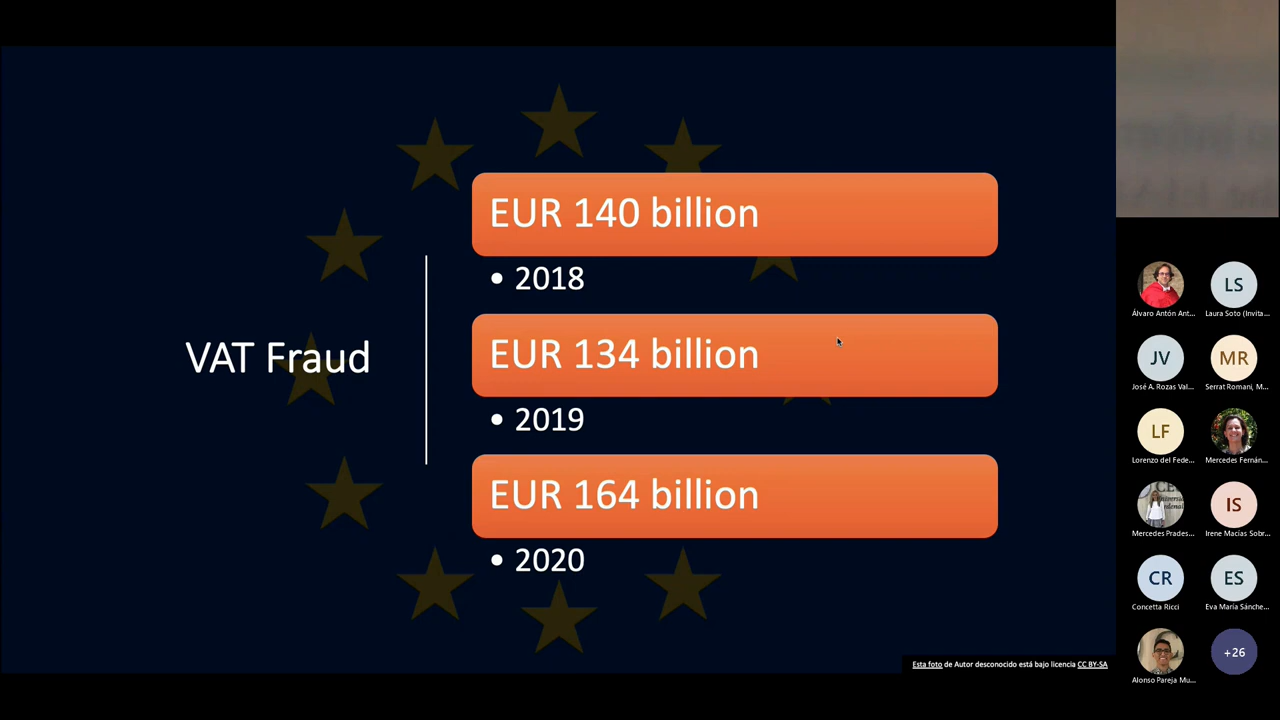 VAT Fraud
EUR 140 billion
• 2018
EUR 134 billion
• 2019
EUR 164 billion
• 2020
Esta foto de Autor desconocido está bajo licencia CC BY-SA
Álvaro Antón Ant...
LS
Laura Soto (Invita...
JV
José A. Rozas Val...
MR
Serrat Romani, M...
LF
Lorenzo del Fede...
Mercedes Fernán...
Mercedes Prades...
IS
Irene Macías Sobr...
CR
Concetta Ricci
ES
Eva María Sánche...
Alonso Pareja Mu...
+26